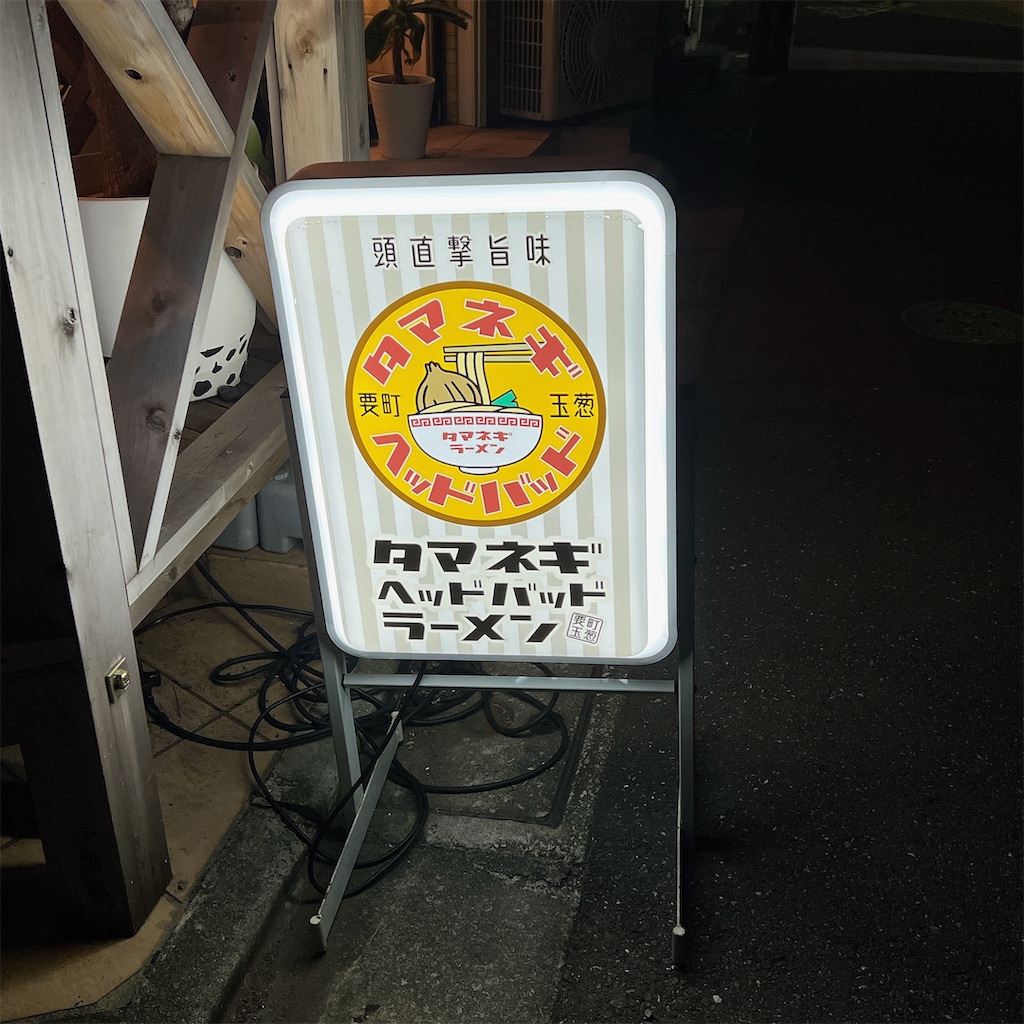 頭直撃旨味
タマネギ
要町
玉葱
タマネギ
ラーメン
ヘッドバッド
タマネギ
ヘッドバッド
ラーメン
要町
玉葱